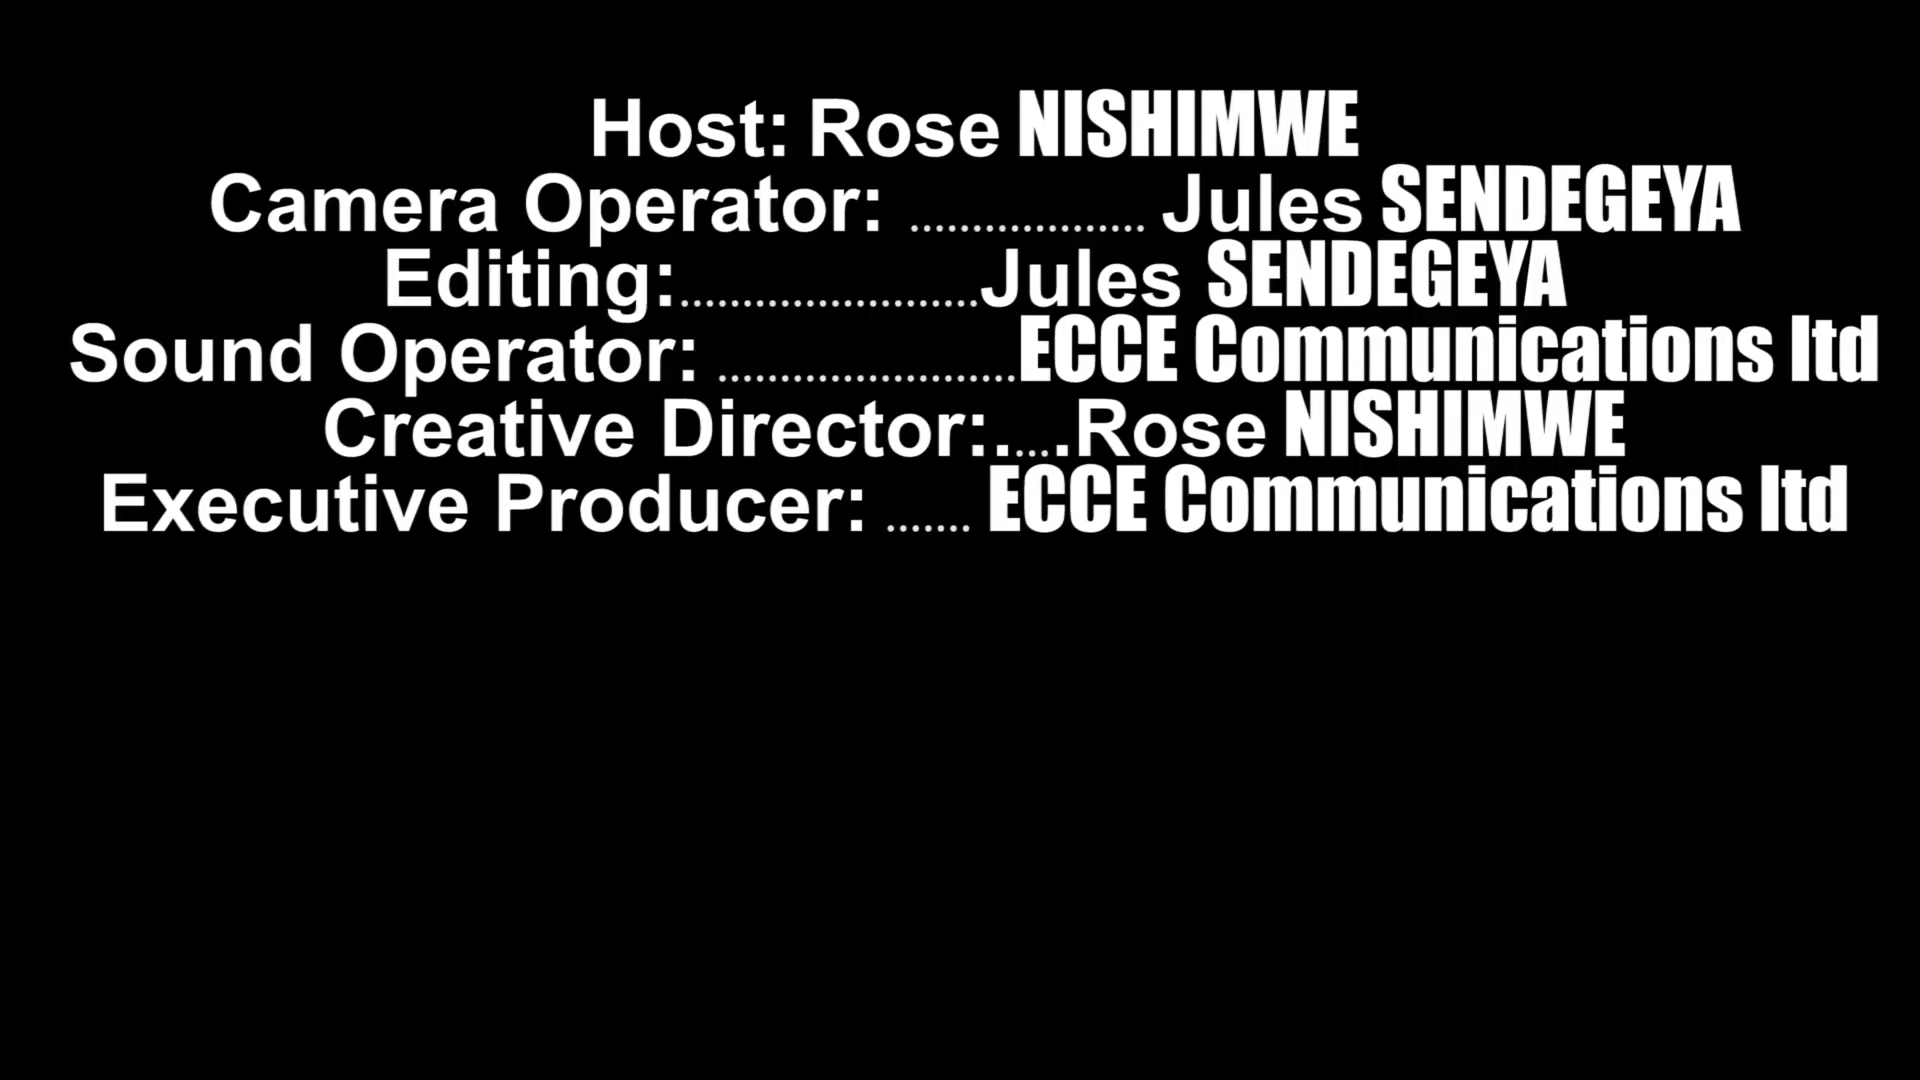 Host: Rose NISHIMWE
Camera Operator: ................... Jules SENDEGEYA
Editing:........................Jules SENDEGEYA
Sound Operator: ........................ECCE Communications ltd
Creative Director:.....Rose NISHIMWE
Executive Producer: ....... ECCE Communications ltd